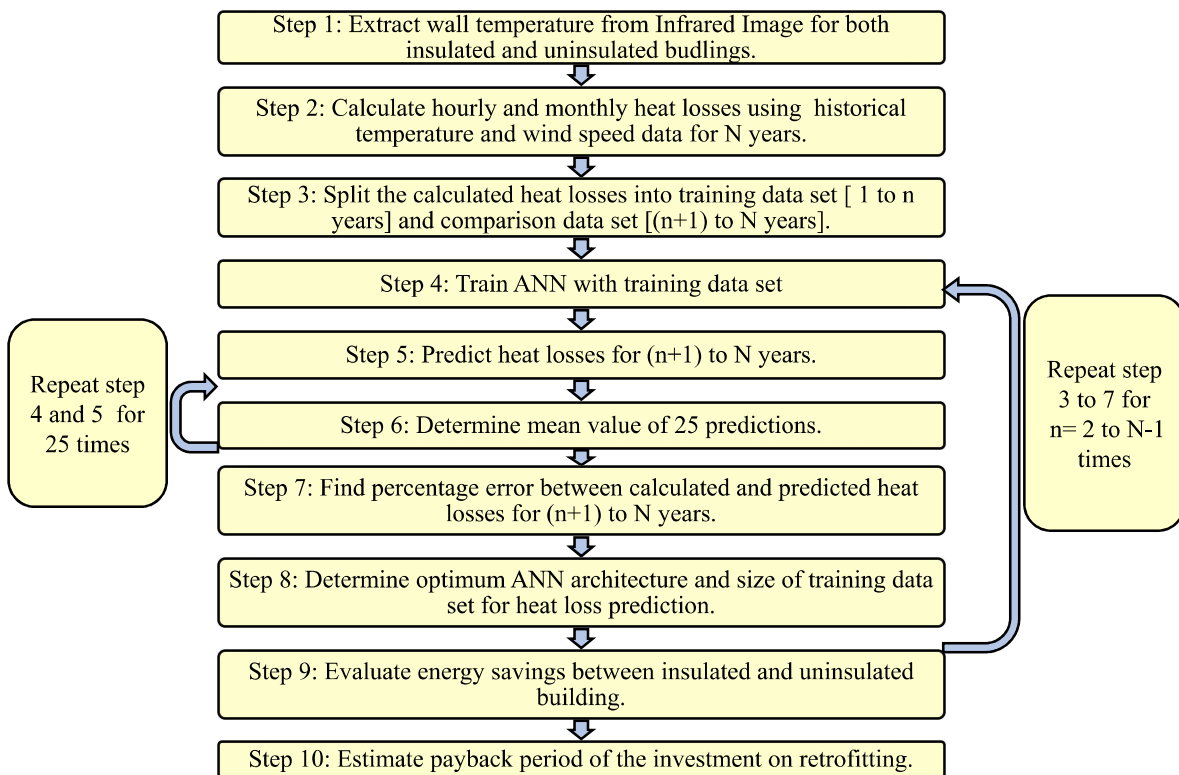 Step 1: Extract wall temperature from Infrared Image for both
insulated and uninsulated budlings.
Step 2: Calculate hourly and monthly heat losses using  historical
temperature and wind speed data for N years.
Step 3: Split the calculated heat losses into training data set [ 1 to n
years] and comparison data set [(n+1) to N years].
Step 4: Train ANN with training data set
Step 5: Predict heat losses for (n+1) to N years.
Repeat step
4 and 5  for
25 times
Repeat step
3 to 7 for
n= 2 to N-1
times
Step 6: Determine mean value of 25 predictions.
Step 7: Find percentage error between calculated and predicted heat
losses for (n+1) to N years.
Step 8: Determine optimum ANN architecture and size of training data
set for heat loss prediction.
Step 9: Evaluate energy savings between insulated and uninsulated
building.
Step 10: Estimate payback period of the investment on retrofitting.